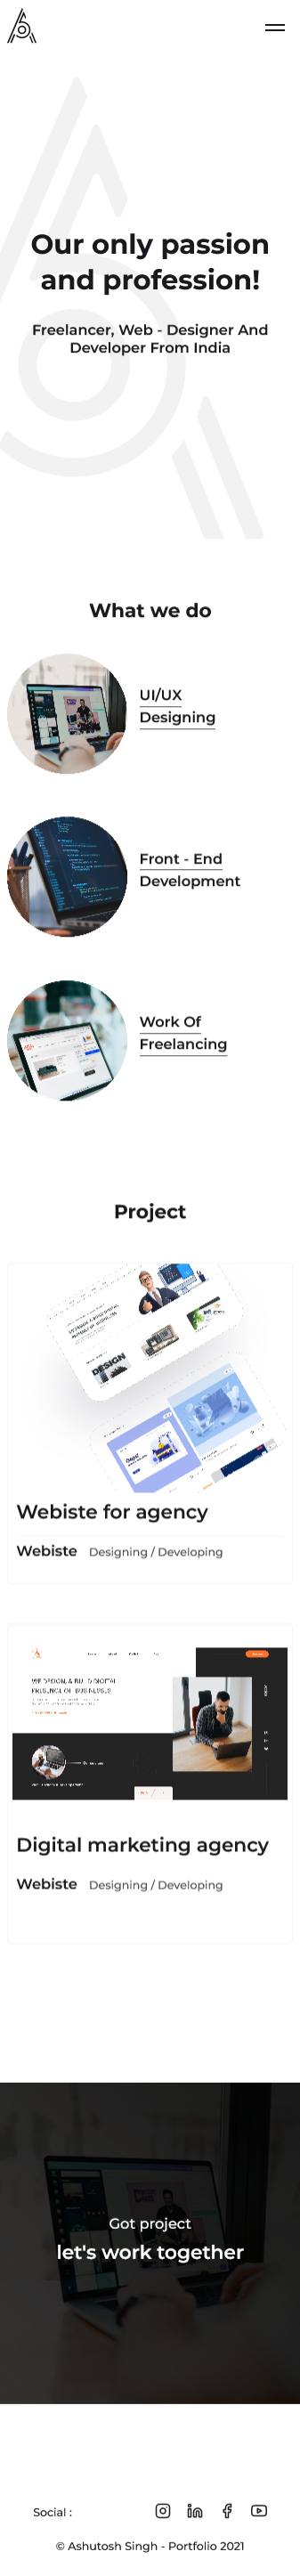 Our only passion
and profession!
Freelancer, Web - Designer And
Developer From India
What we do
UI/UX
Designing
Front - End
Development
Work Of
Freelancing
Project
DESIGN
Webiste for agency
Webiste Designing / Developing
WE DESIGN, & BUILD DIGITAL
PRESENCE OF BUSINESSES
Digital marketing agency
Webiste Designing / Developing
Got project
let's work together
Social :
© Ashutosh Singh - Portfolio 2021